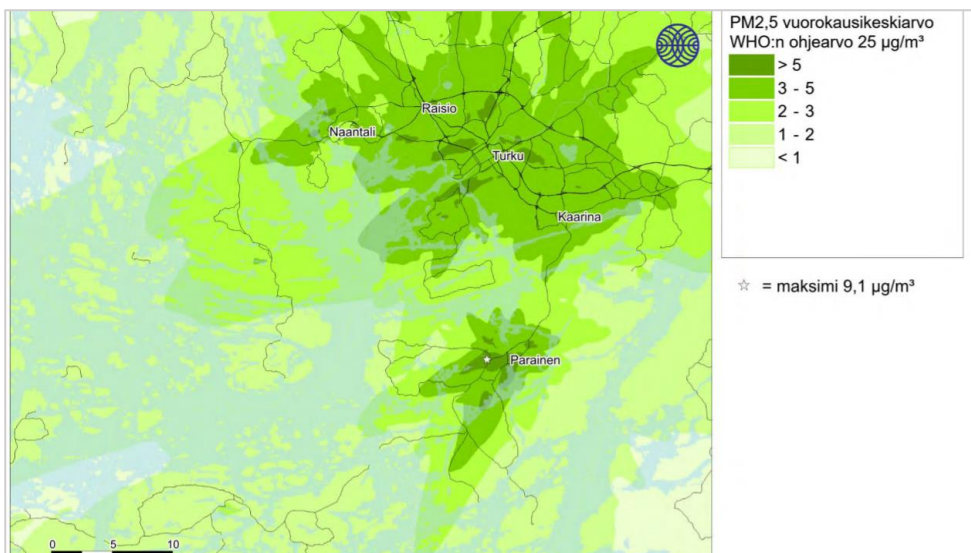 PM2,5 vuorokausikeskiarvo
WHO:n ohjearvo 25 µg/m³
> 5
3 - 5
2 - 3
1 - 2
< 1
☆ = maksimi 9,1 µg/m³
Raisio
Naantali
Turku
Kaarina
Parainen
0 5 10